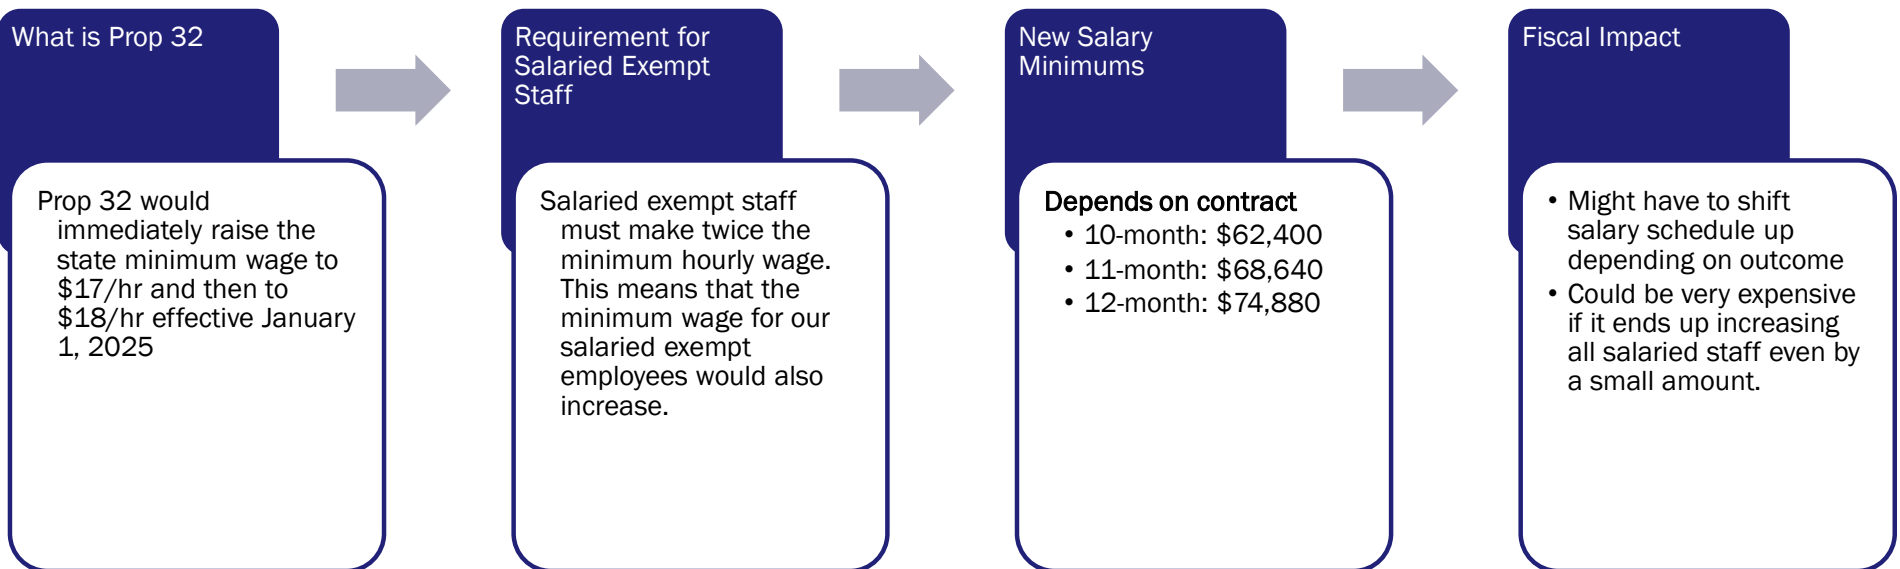 What is Prop 32
Prop 32 would
immediately raise the
state minimum wage to
$17/hr and then to
$18/hr effective January
1, 2025
Requirement for
Salaried Exempt
Staff
Salaried exempt staff
must make twice the
minimum hourly wage.
This means that the
minimum wage for our
salaried exempt
employees would also
increase.
New Salary
Minimums
Depends on contract
• 10-month: $62,400
• 11-month: $68,640
• 12-month: $74,880
Fiscal Impact
• Might have to shift
salary schedule up
depending on outcome
• Could be very expensive
if it ends up increasing
all salaried staff even by
a small amount.